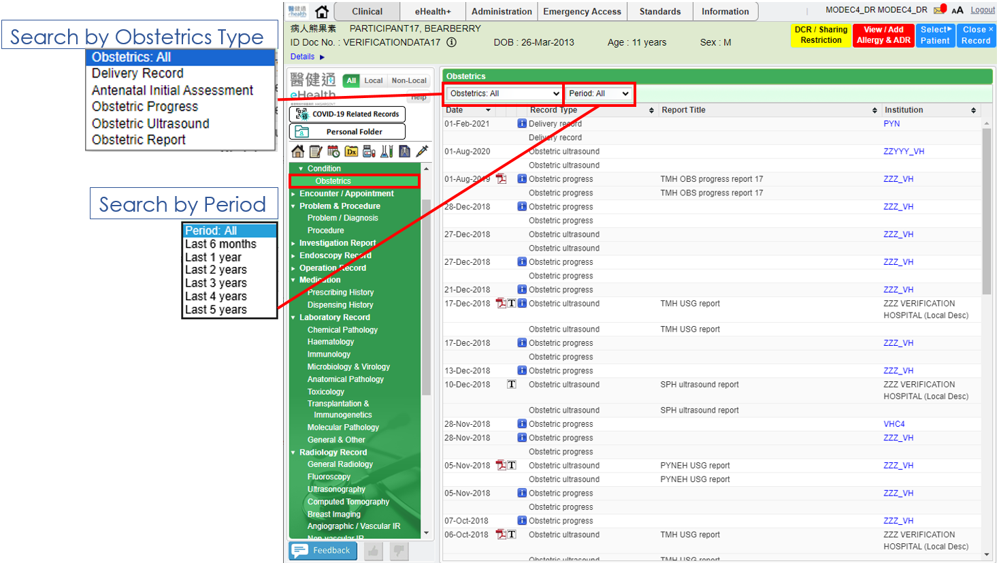 醫健通
ehealth
Clinical
eHealth+
Administration
Emergency Access
Standards
Information
MODEC4_DR MODEC4_DR
AA
Logout
病人熊果素 PARTICIPANT17, BEARBERRY
ID Doc No. : VERIFICATIONDATA17
DOB : 26-Mar-2013
Age : 11 years
Sex : M
Details
DCR / Sharing
Restriction
View / Add
Allergy & ADR
Select
Patient
Close ×
Record
Search by Obstetrics Type
Obstetrics: All
Delivery Record
Antenatal Initial Assessment
Obstetric Progress
Obstetric Ultrasound
Obstetric Report
Search by Period
Period: All
Last 6 months
Last 1 year
Last 2 years
Last 3 years
Last 4 years
Last 5 years
醫健通
eHealth
All
Local
Non-Local
Help
COVID-19 Related Records
Personal Folder
Dx
Condition
Obstetrics
Encounter / Appointment
Problem & Procedure
Problem / Diagnosis
Procedure
Investigation Report
Endoscopy Record
Operation Record
Medication
Prescribing History
Dispensing History
Laboratory Record
Chemical Pathology
Haematology
Immunology
Microbiology & Virology
Anatomical Pathology
Toxicology
Transplantation &
Immunogenetics
Molecular Pathology
General & Other
Radiology Record
General Radiology
Fluoroscopy
Ultrasonography
Computed Tomography
Breast Imaging
Angiographic / Vascular IR
Non-vascular IR
Feedback
Obstetrics
Obstetrics: All
Period: All
Date Record Type Report Title Institution
01-Feb-2021 Delivery record PYN
Delivery record
01-Aug-2020 Obstetric ultrasound ZZYYY_VH
Obstetric ultrasound
01-Aug-2019 Obstetric progress TMH OBS progress report 17 ZZZ_VH
Obstetric progress TMH OBS progress report 17
28-Dec-2018 Obstetric progress ZZZ_VH
Obstetric progress
27-Dec-2018 Obstetric ultrasound ZZZ_VH
Obstetric ultrasound
27-Dec-2018 Obstetric progress ZZZ_VH
Obstetric progress
21-Dec-2018 Obstetric progress ZZZ_VH
17-Dec-2018 T Obstetric ultrasound TMH USG report ZZZ VERIFICATION
HOSPITAL (Local Desc)
Obstetric ultrasound TMH USG report
17-Dec-2018 Obstetric progress ZZZ_VH
Obstetric progress
13-Dec-2018 Obstetric progress ZZZ_VH
10-Dec-2018 T Obstetric ultrasound SPH ultrasound report ZZZ VERIFICATION
HOSPITAL (Local Desc)
Obstetric ultrasound SPH ultrasound report
28-Nov-2018 Obstetric progress VHC4
28-Nov-2018 Obstetric progress ZZZ_VH
Obstetric progress
05-Nov-2018 T Obstetric ultrasound PYNEH USG report ZZZ_VH
Obstetric ultrasound PYNEH USG report
05-Nov-2018 Obstetric progress ZZZ_VH
Obstetric progress
07-Oct-2018 Obstetric progress ZZZ_VH
06-Oct-2018 T Obstetric ultrasound TMH USG report ZZZ VERIFICATION
HOSPITAL (Local Desc)
Obstetric ultrasound TMH USG report